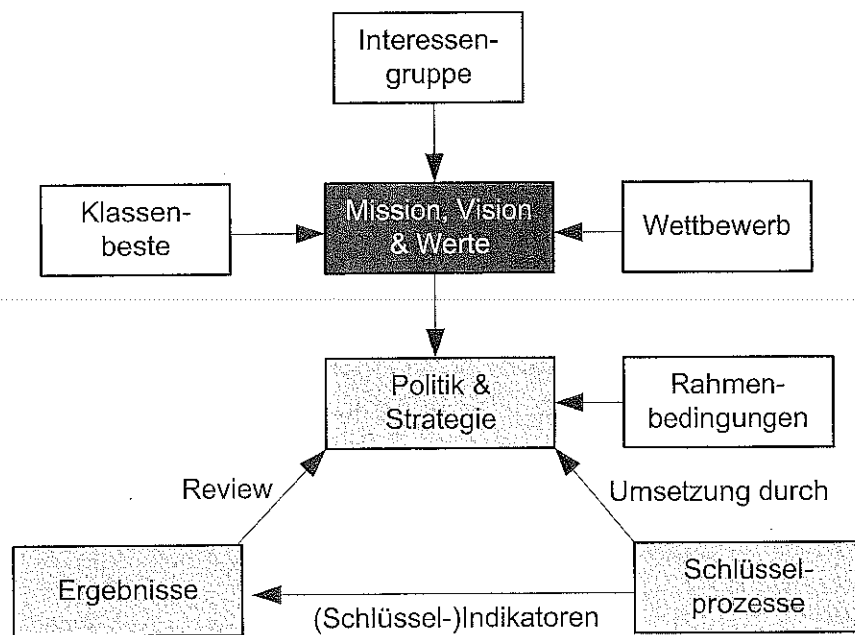 Interessen-
gruppe
Klassen-
beste
Mission, Vision
& Werte
Wettbewerb
Politik &
Strategie
Rahmen-
bedingungen
Review
Umsetzung durch
Ergebnisse
(Schlüssel-)Indikatoren
Schlüssel-
prozesse